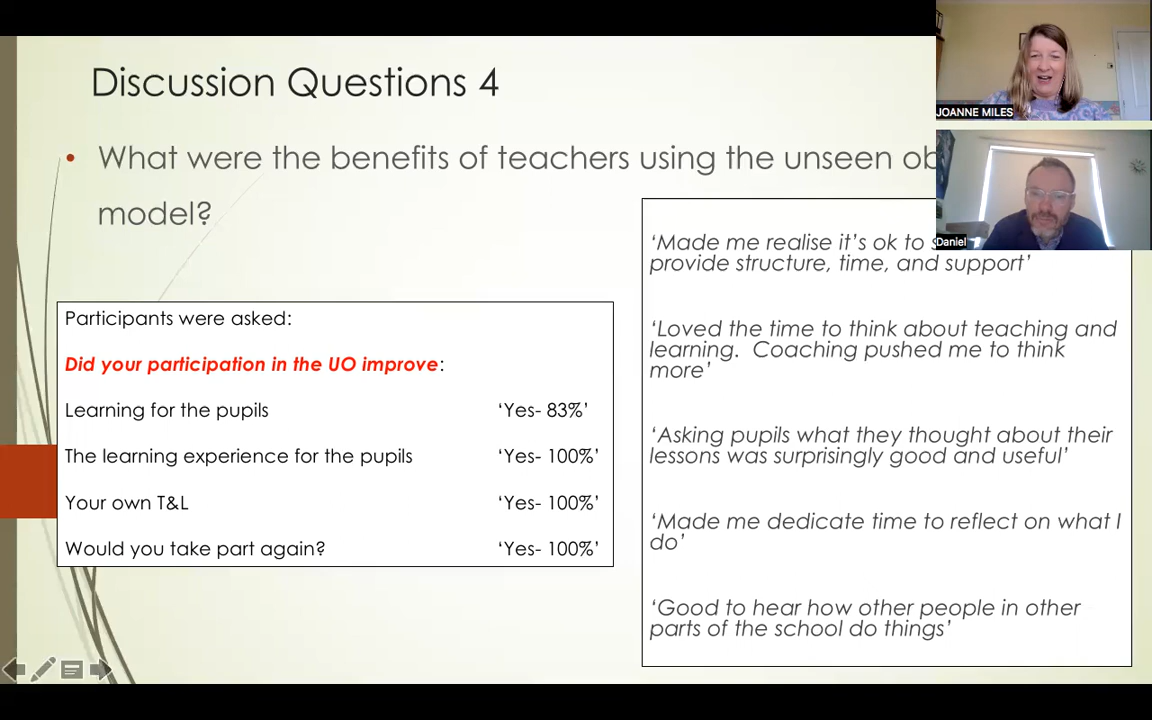 Discussion Questions 4
• What were the benefits of teachers using the unseen
model?
Participants were asked:
Did your participation in the UO improve:
Learning for the pupils ‘Yes- 83%’
The learning experience for the pupils ‘Yes- 100%’
Your own T&L ‘Yes- 100%’
Would you take part again? ‘Yes- 100%’
‘Made me realise it’s ok to
provide structure, time, and support’
‘Loved the time to think about teaching and
learning. Coaching pushed me to think
more’
‘Asking pupils what they thought about their
lessons was surprisingly good and useful’
‘Made me dedicate time to reflect on what I
do’
‘Good to hear how other people in other
parts of the school do things’
JOANNE MILES
Daniel